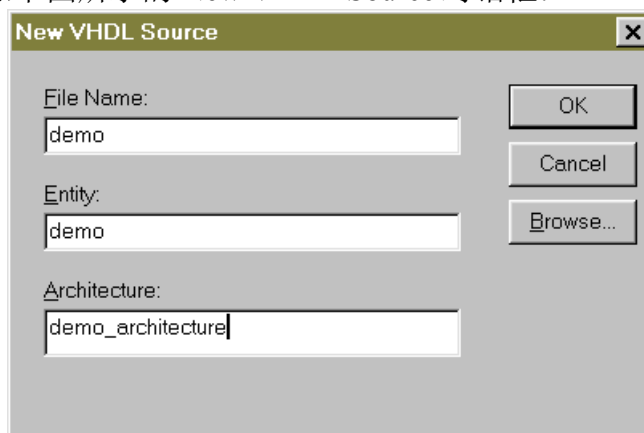 New VHDL Source
File Name:
demo
OK
Cancel
Entity:
demo
Browse...
Architecture:
demo_architecture